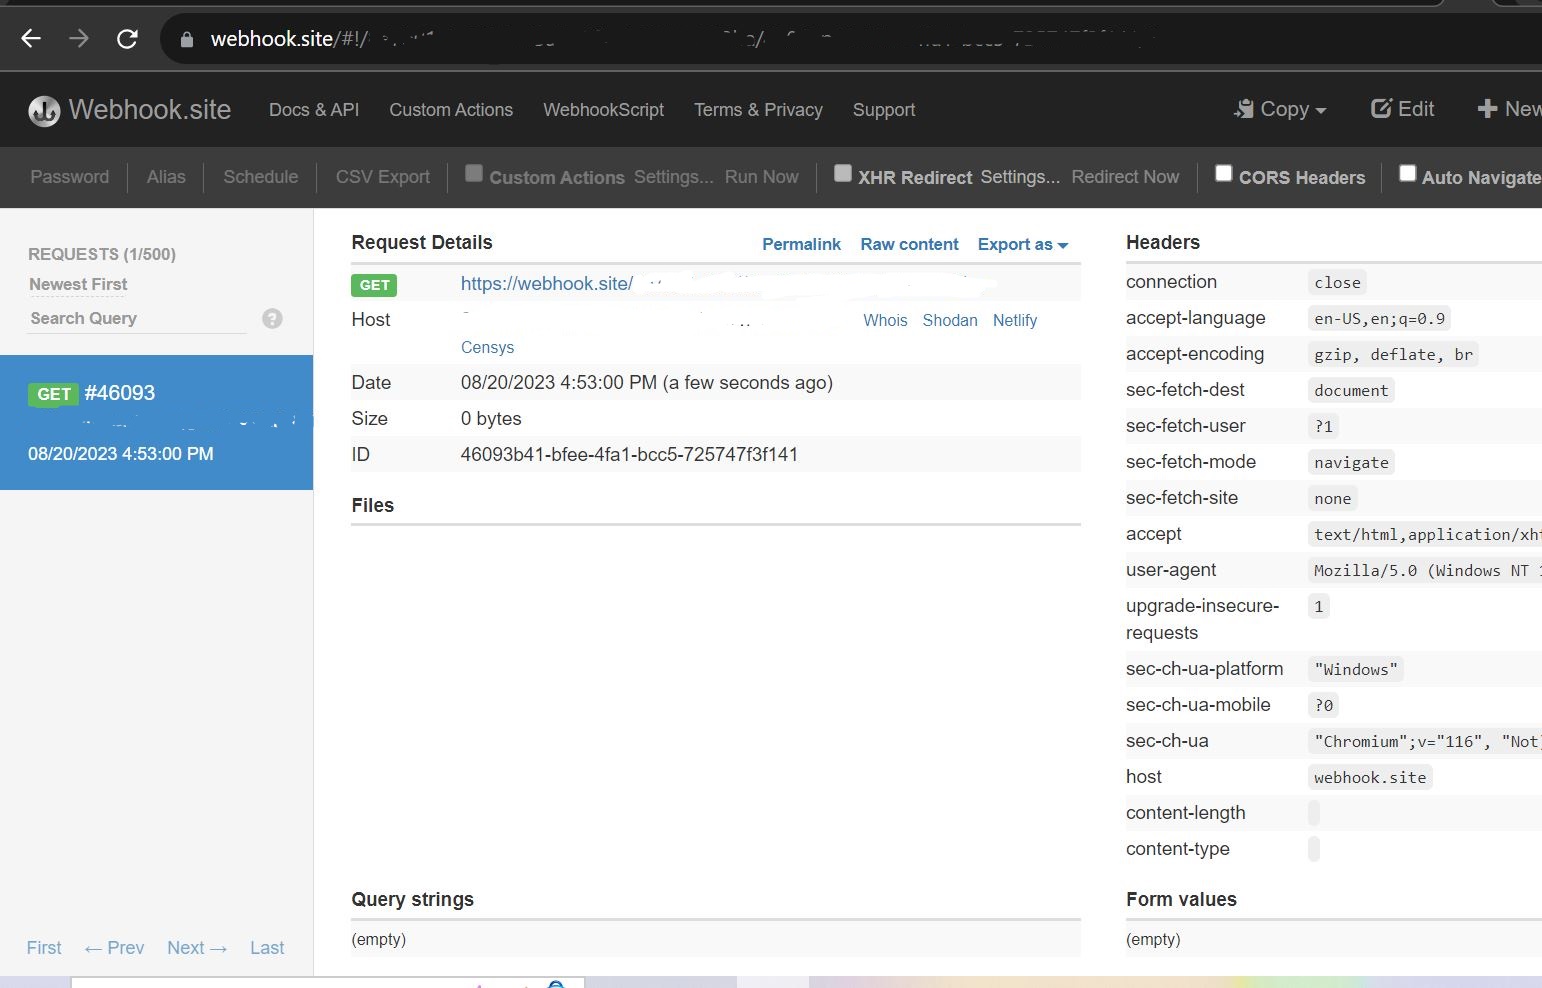 webhook.site/#!/
Webhook.site Docs & API Custom Actions WebhookScript Terms & Privacy Support Copy Edit New
Password Alias Schedule CSV Export Custom Actions Settings... Run Now XHR Redirect Settings... Redirect Now CORS Headers Auto Navigate
REQUESTS (1/500)
Newest First
Search Query ?
GET #46093
08/20/2023 4:53:00 PM
First ← Prev Next → Last
Request Details Permalink Raw content Export as
GET https://webhook.site/
Host Whois Shodan Netlify
Censys
Date 08/20/2023 4:53:00 PM (a few seconds ago)
Size 0 bytes
ID 46093b41-bfee-4fa1-bcc5-725747f3f141
Files
Query strings
(empty)
Headers
connection close
accept-language en-US,en;q=0.9
accept-encoding gzip, deflate, br
sec-fetch-dest document
sec-fetch-user ?1
sec-fetch-mode navigate
sec-fetch-site none
accept text/html,application/xht
user-agent Mozilla/5.0 (Windows NT 1
upgrade-insecure-
requests 1
sec-ch-ua-platform "Windows"
sec-ch-ua-mobile ?0
sec-ch-ua "Chromium";v="116", "Not
host webhook.site
content-length
content-type
Form values
(empty)